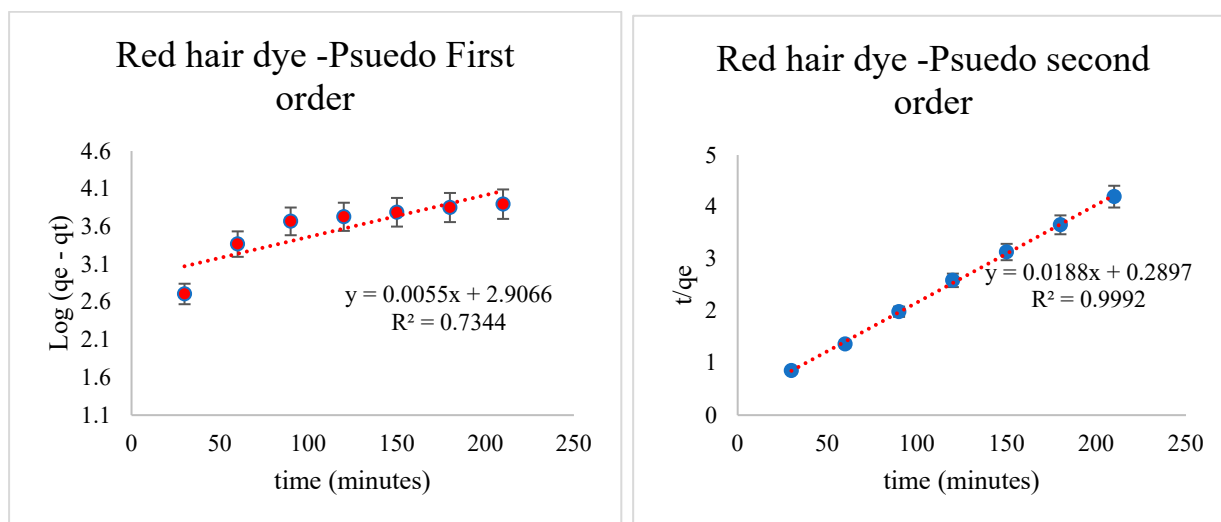 Red hair dye -Psuedo First
order
Log (qe - qt)
4.6
4.1
3.6
3.1
2.6
2.1
1.6
1.1
y = 0.0055x + 2.9066
R² = 0.7344
0 50 100 150 200 250
time (minutes)
Red hair dye -Psuedo second
order
t/qe
5
4
3
2
1
0
y = 0.0188x + 0.2897
R² = 0.9992
0 50 100 150 200 250
time (minutes)